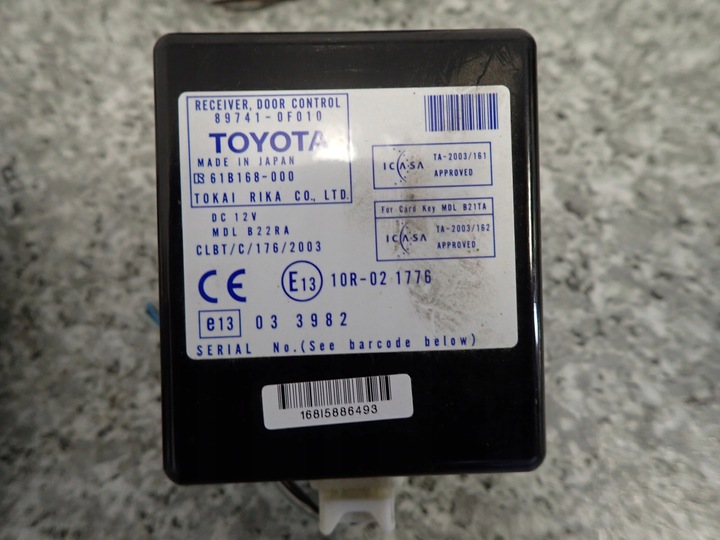 RECEIVER, DOOR CONTROL
89741-0F010
TOYOTA
MADE IN JAPAN
61B168-000
TOKAI RIKA CO., LTD.
DC 12V
MDL B22RA
CLBT/C/176/2003
ICASA TA-2003/161
APPROVED
For Card Key MDL B21TA
ICASA TA-2003/162
APPROVED
CE E13 10R-02 1776
e13 03 3982
SERIAL No.(See barcode below)
168I5886493